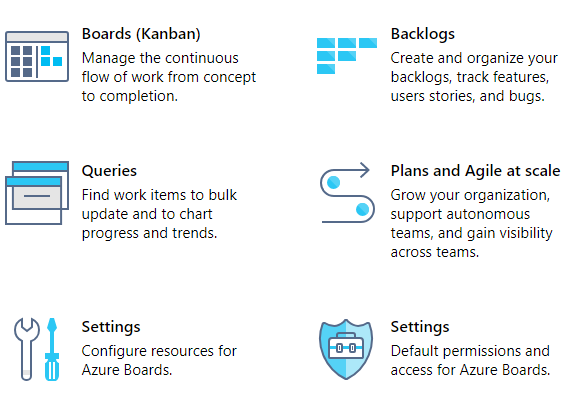 Boards (Kanban)
Manage the continuous
flow of work from concept
to completion.
Backlogs
Create and organize your
backlogs, track features,
users stories, and bugs.
Queries
Find work items to bulk
update and to chart
progress and trends.
Plans and Agile at scale
Grow your organization,
support autonomous
teams, and gain visibility
across teams.
Settings
Configure resources for
Azure Boards.
Settings
Default permissions and
access for Azure Boards.